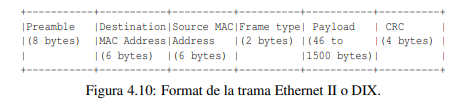 +----------+-----------+----------+----------+----------+---------+
|Preamble |Destination|Source MAC|Frame type| Payload | CRC |
|(8 bytes) |MAC Address|Address |(2 bytes) |(46 to |(4 bytes) |
| |(6 bytes) |(6 bytes) | |1500 bytes)| |
+----------+-----------+----------+----------+----------+---------+
Figura 4.10: Format de la trama Ethernet II o DIX.